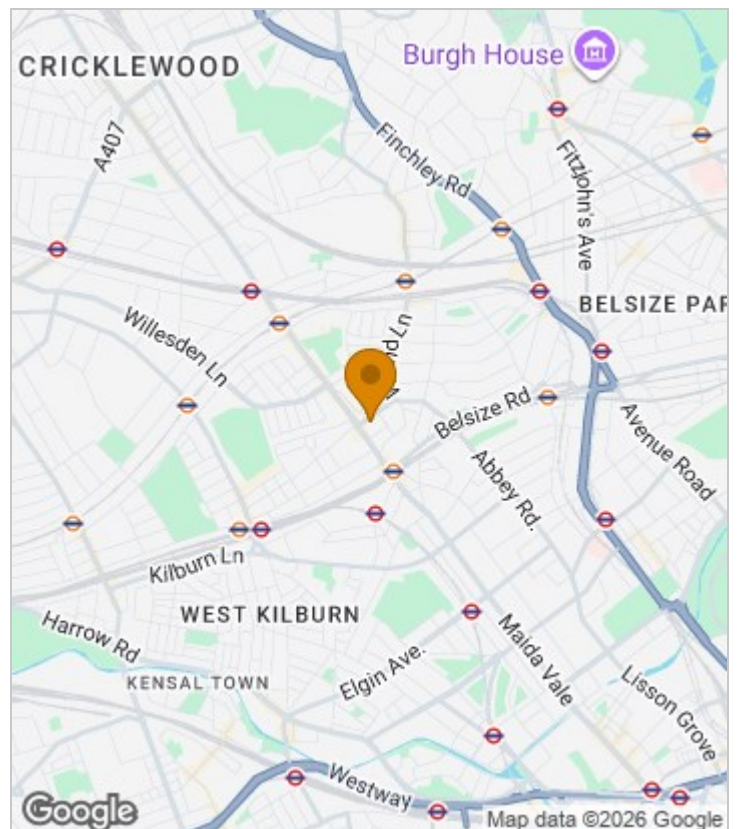 Burgh House
CRICKLEWOOD
A407
Finchley Rd
Fitzjohn's Ave
BELSIZE PAR
Willesden Ln
d Ln
Belsize Rd
Avenue Road
Abbey Rd.
Kilburn Ln
WEST KILBURN
Harrow Rd
Maida Vale
Elgin Ave.
KENSAL TOWN
Lisson Grove
Westway
Google
Map data ©2026 Google